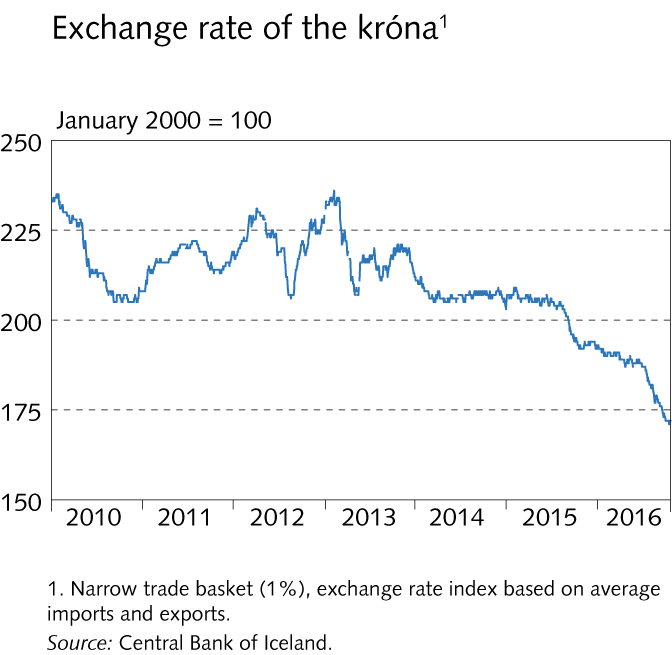 Exchange rate of the króna¹
January 2000 = 100
250
225
200
175
150
2010 2011 2012 2013 2014 2015 2016
1. Narrow trade basket (1%), exchange rate index based on average
imports and exports.
Source: Central Bank of Iceland.